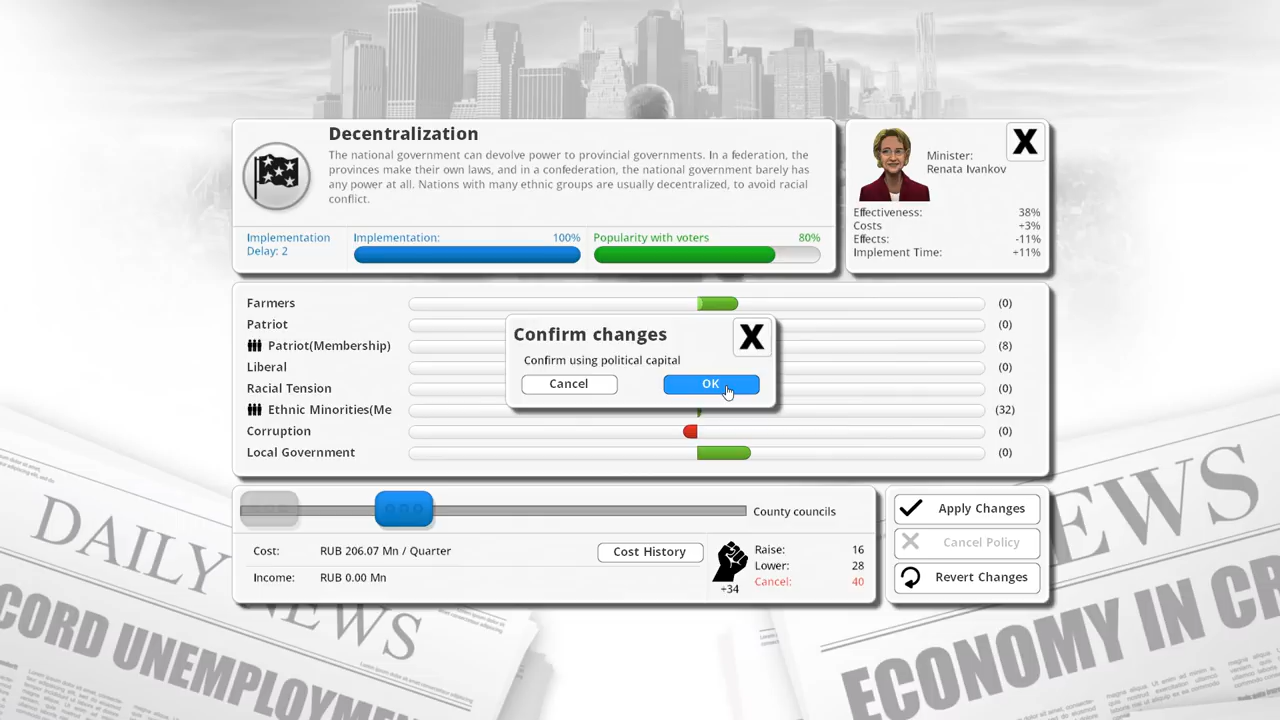 Decentralization
The national government can devolve power to provincial governments. In a federation, the
provinces make their own laws, and in a confederation, the national government barely has
any power at all. Nations with many ethnic groups are usually decentralized, to avoid racial
conflict.
Implementation
Delay: 2
Implementation: 100%
Popularity with voters 80%
X
Minister:
Renata Ivankov
Effectiveness: 38%
Costs +3%
Effects: -11%
Implement Time: +11%
Farmers (0)
Patriot (0)
Patriot(Membership) (8)
Liberal (0)
Racial Tension (0)
Ethnic Minorities(Me (32)
Corruption (0)
Local Government (0)
Confirm changes
X
Confirm using political capital
Cancel OK
County councils
Cost: RUB 206.07 Mn / Quarter
Cost History
Income: RUB 0.00 Mn
+34
Raise: 16
Lower: 28
Cancel: 40
Apply Changes
Cancel Policy
Revert Changes
DAILY NEWS
CORD UNEMPLOYME
NEWS
ECONOMY IN CR